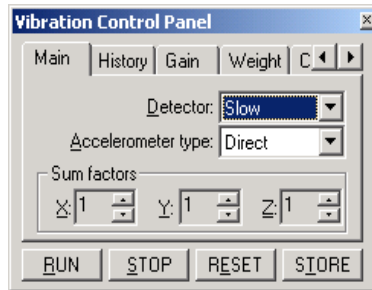 Vibration Control Panel
Main History Gain Weight C
Detector: Slow
Accelerometer type: Direct
Sum factors
X: 1 Y: 1 Z: 1
RUN STOP RESET STORE